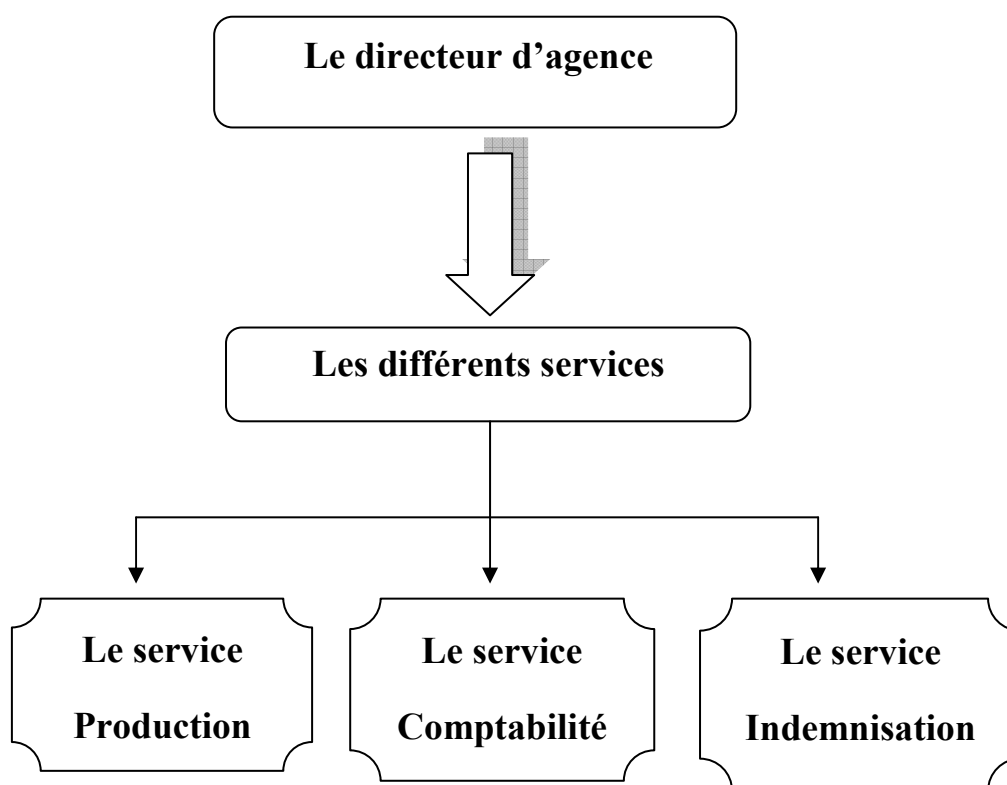 Le directeur d’agence
Les différents services
Le service
Production
Le service
Comptabilité
Le service
Indemnisation